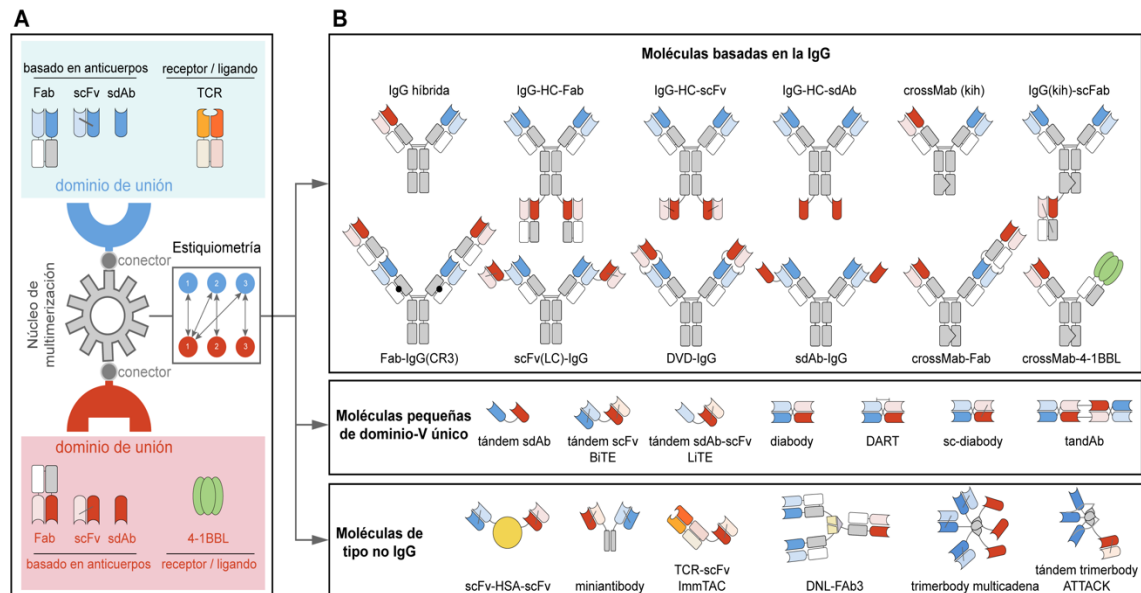 A
basado en anticuerpos
receptor / ligando
Fab scFv sdAb
TCR
dominio de unión
conector
Núcleo de
multimerización
Estiquiometría
1 2 3
1 2 3
conector
dominio de unión
Fab scFv sdAb
4-1BBL
basado en anticuerpos
receptor / ligando
B
Moléculas basadas en la IgG
IgG híbrida
IgG-HC-Fab
IgG-HC-scFv
IgG-HC-sdAb
crossMab (kih)
IgG(kih)-scFab
Fab-IgG(CR3)
scFv(LC)-IgG
DVD-IgG
sdAb-IgG
crossMab-Fab
crossMab-4-1BBL
Moléculas pequeñas
de dominio-V único
tándem sdAb
tándem scFv
BiTE
tándem sdAb-scFv
LiTE
diabody
DART
sc-diabody
tandAb
Moléculas de
tipo no IgG
scFv-HSA-scFv
miniantibody
TCR-scFv
ImmTAC
DNL-FAb3
trimerbody multicadena
tándem trimerbody
ATTACK